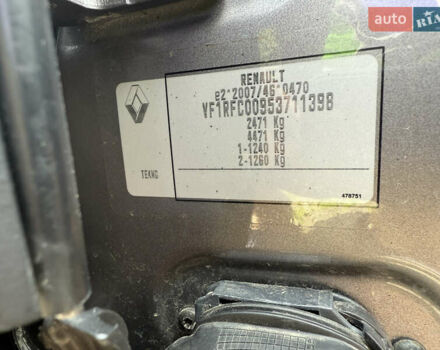 auto RIA
RENAULT
e2*2007/46*0470
VF1RFC00953711398
2471 Kg
4471 Kg
1-1240 Kg
2-1260 Kg
TEKNO
478751